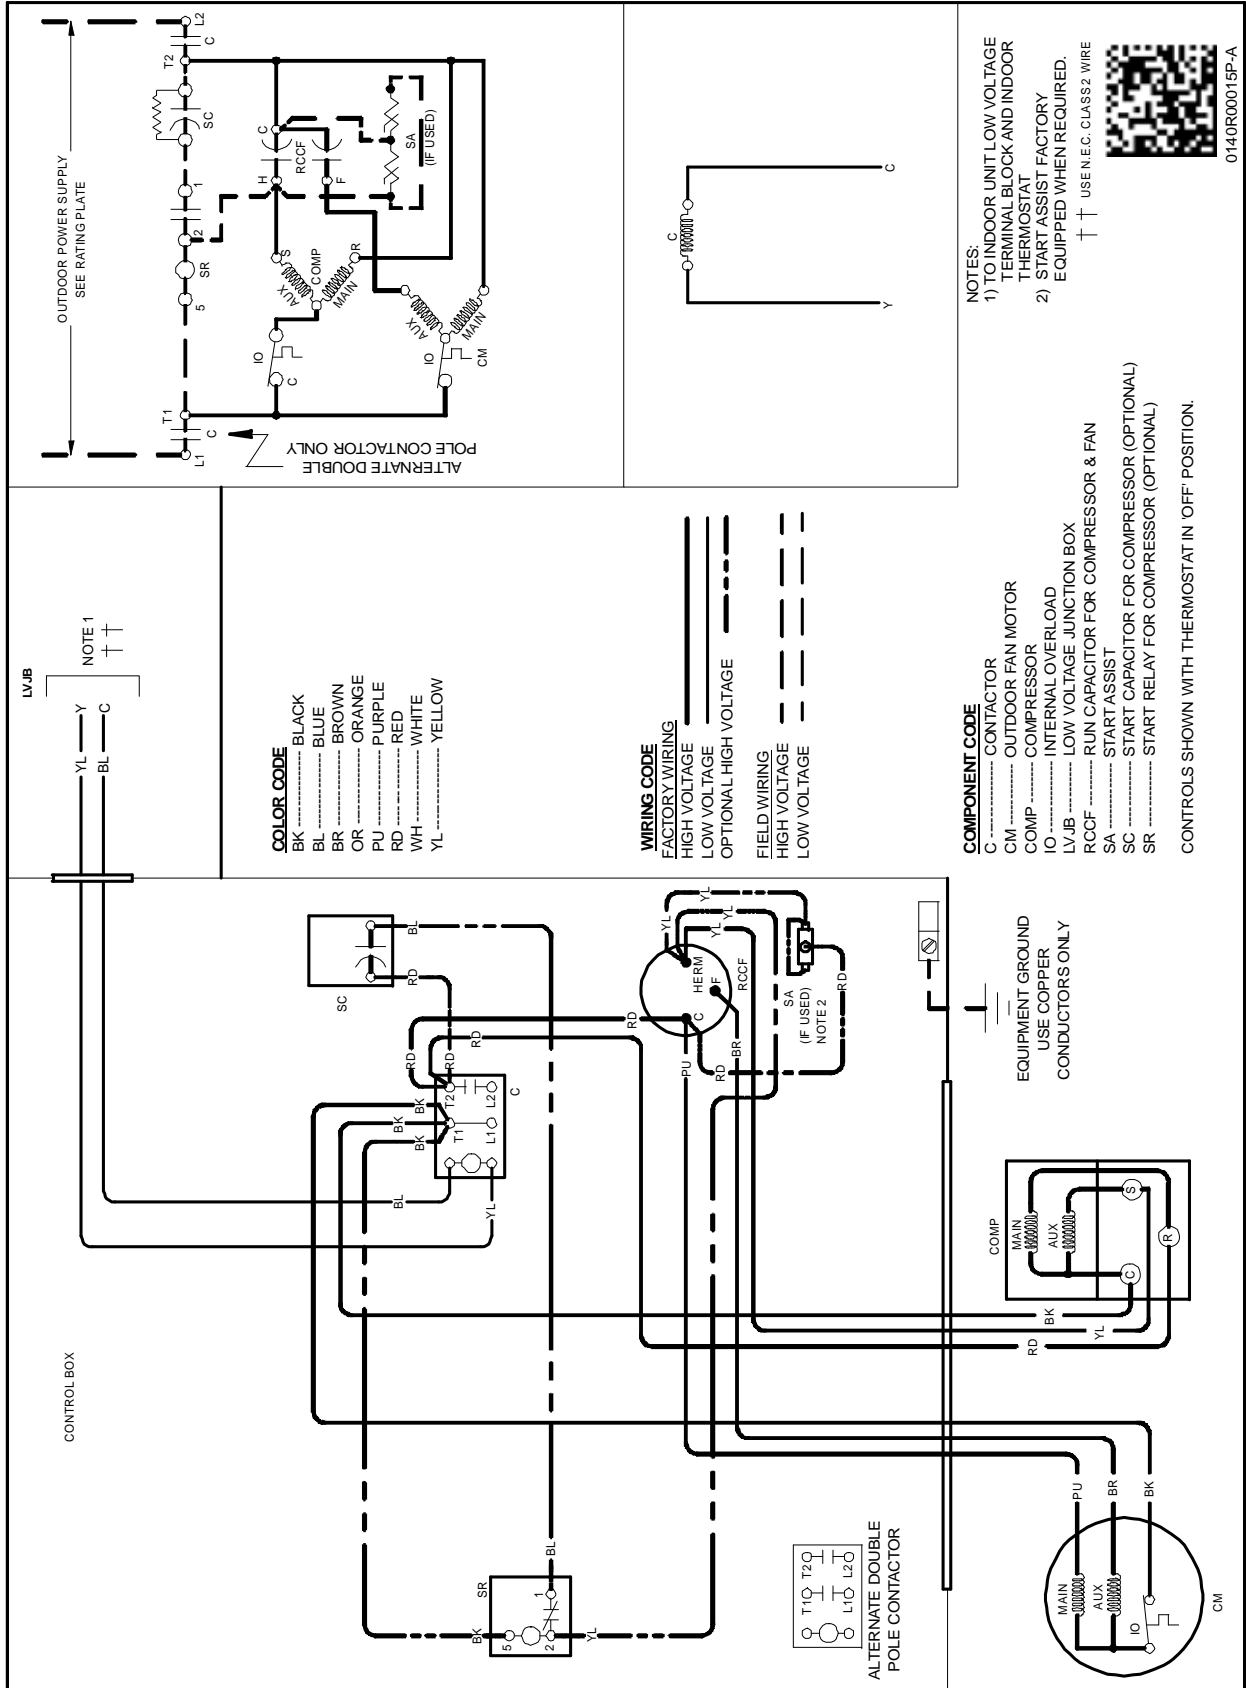 CONTROL BOX
LVJB
YL
Y
BL
C
NOTE 1
OUTDOOR POWER SUPPLY
SEE RATING PLATE
L1
C
T1
5
SR
2
1
SC
T2
C
L2
ALTERNATE DOUBLE
POLE CONTACTOR ONLY
C
IO
AUX
S
COMP
MAIN
R
H
C
RCCF
F
SA
(IF USED)
IO
CM
AUX
MAIN
COLOR CODE
BK ---------- BLACK
BL ---------- BLUE
BR ---------- BROWN
OR ---------- ORANGE
PU ---------- PURPLE
RD ---------- RED
WH ---------- WHITE
YL ---------- YELLOW
SR
BK
5
2
1
BL
YL
BL
YL
BK
BK
BK
T1
T2
L1
L2
C
RD
RD
RD
SC
RD
BL
WIRING CODE
FACTORY WIRING
HIGH VOLTAGE
LOW VOLTAGE
OPTIONAL HIGH VOLTAGE
FIELD WIRING
HIGH VOLTAGE
LOW VOLTAGE
Y
C
C
PU
BR
RD
RD
C
HERM
F
RCCF
YL
YL
YL
YL
SA
(IF USED)
NOTE 2
RD
ALTERNATE DOUBLE
POLE CONTACTOR
T1
T2
L1
L2
COMPONENT CODE
C ---------- CONTACTOR
CM ---------- OUTDOOR FAN MOTOR
COMP ---------- COMPRESSOR
IO ---------- INTERNAL OVERLOAD
LVJB ---------- LOW VOLTAGE JUNCTION BOX
RCCF ---------- RUN CAPACITOR FOR COMPRESSOR & FAN
SA ---------- START ASSIST
SC ---------- START CAPACITOR FOR COMPRESSOR (OPTIONAL)
SR ---------- START RELAY FOR COMPRESSOR (OPTIONAL)
CONTROLS SHOWN WITH THERMOSTAT IN 'OFF' POSITION.
NOTES:
1) TO INDOOR UNIT LOW VOLTAGE
TERMINAL BLOCK AND INDOOR
THERMOSTAT
2) START ASSIST FACTORY
EQUIPPED WHEN REQUIRED.
USE N.E.C. CLASS 2 WIRE
0140R00015P-A
EQUIPMENT GROUND
USE COPPER
CONDUCTORS ONLY
COMP
MAIN
AUX
C
S
R
BK
YL
RD
PU
BR
BK
MAIN
AUX
IO
CM